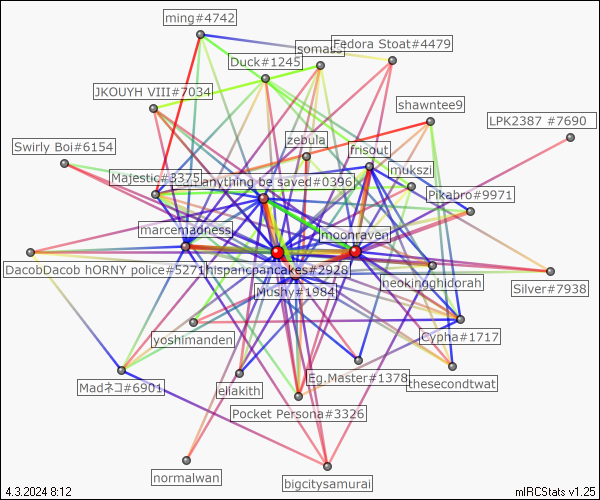 ming#4742
Fedora Stoat#4479
somass
Duck#1245
JKOUYH VIII#7034
shawntee9
LPK2387 #7690
zebula
Swirly Boi#6154
frisout
mukszi
Majestic#3375
anything be saved#0396
Pikabro#9971
marcemadness
moonraven
DacobDacob hORNY police#5271
hispancpancakes#2928
neokingghidorah
Silver#7938
Mushy#1984
yoshimanden
Cypha#1717
Eg.Master#1378
thesecondtwat
Madネコ#6901
ellakith
Pocket Persona#3326
normalwan
bigcitysamurai
4.3.2024 8:12
mIRCStats v1.25